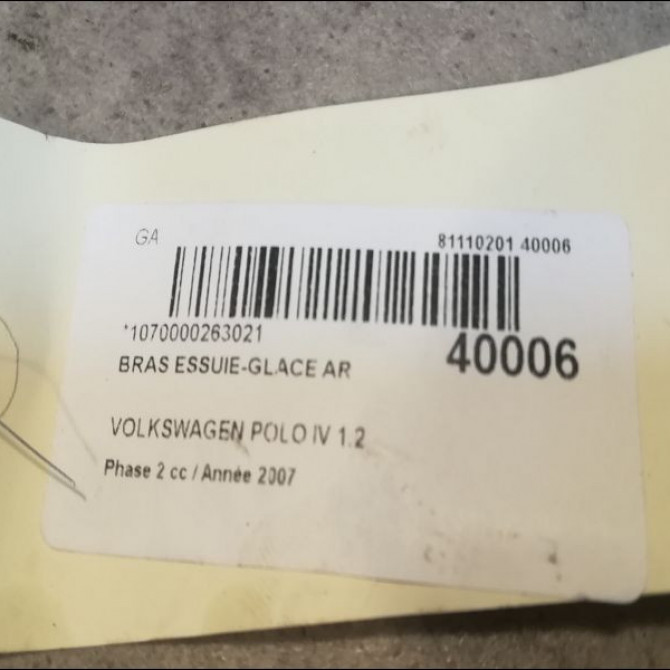 GA
81110201 40006
*1070000263021
40006
BRAS ESSUIE-GLACE AR
VOLKSWAGEN POLO IV 1.2
Phase 2 cc / Année 2007